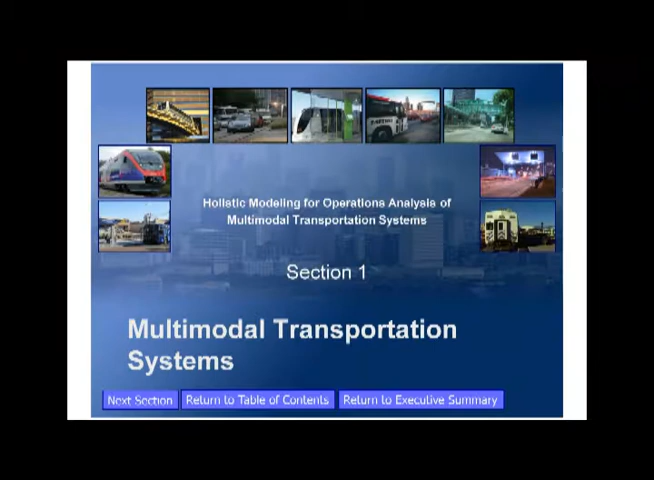 Holistic Modeling for Operations Analysis of
Multimodal Transportation Systems
Section 1
Multimodal Transportation
Systems
Next Section
Return to Table of Contents
Return to Executive Summary